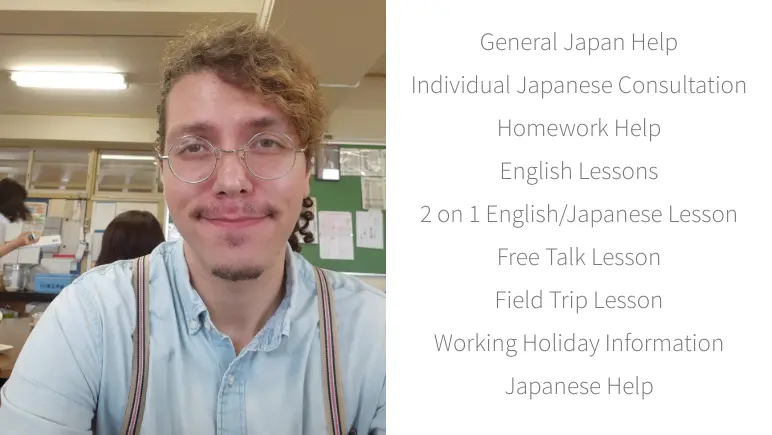 General Japan Help
Individual Japanese Consultation
Homework Help
English Lessons
2 on 1 English/Japanese Lesson
Free Talk Lesson
Field Trip Lesson
Working Holiday Information
Japanese Help